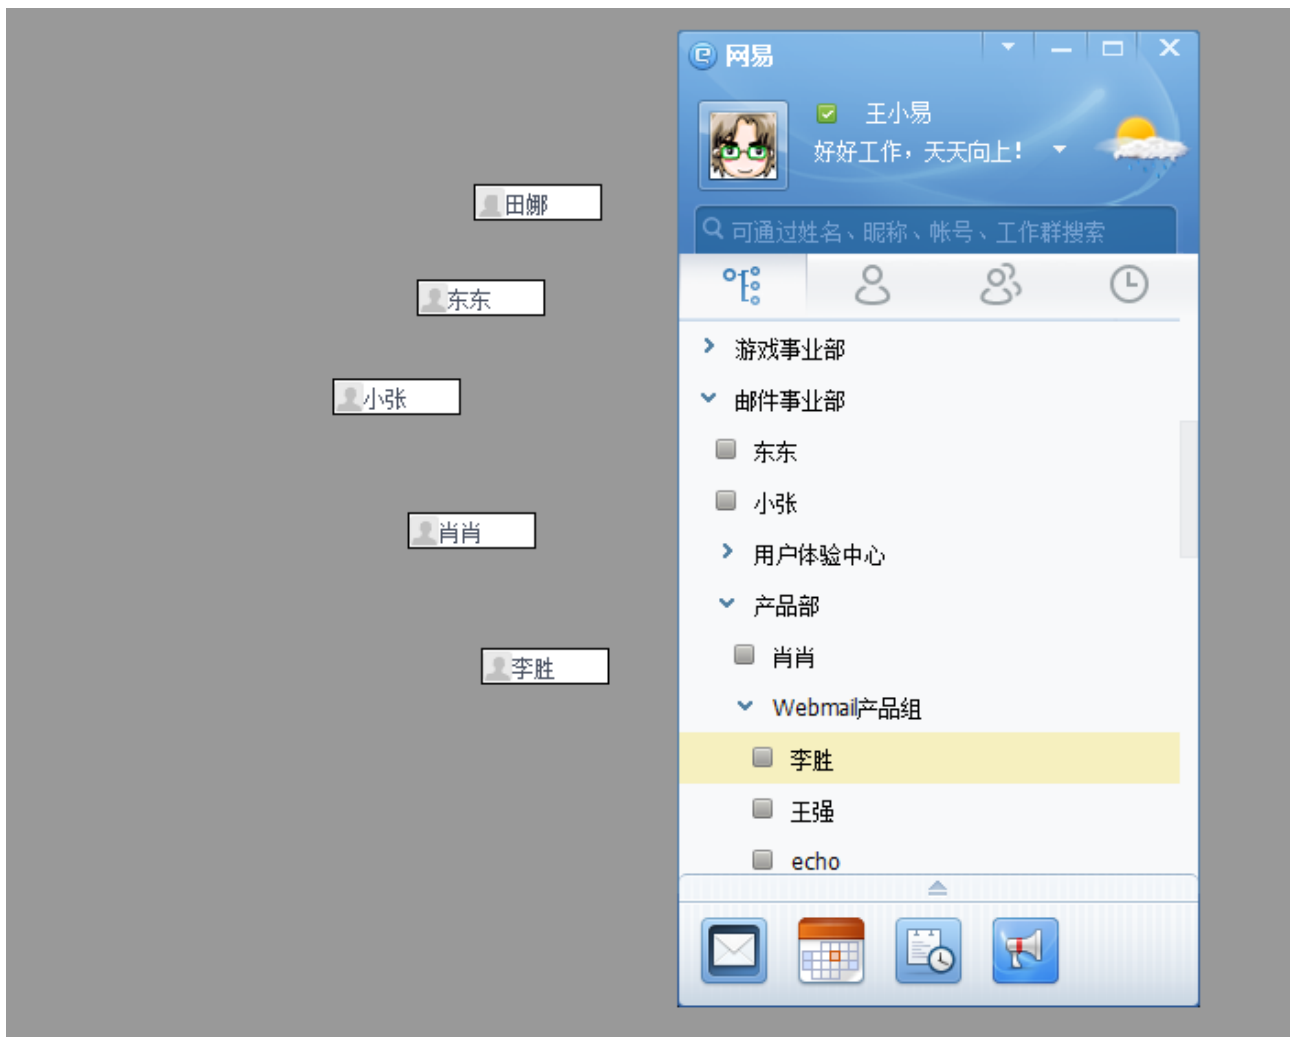 田娜
东东
小张
肖肖
李胜
网易
王小易
好好工作，天天向上！
可通过姓名、昵称、帐号、工作群搜索
游戏事业部
邮件事业部
东东
小张
用户体验中心
产品部
肖肖
Webmail产品组
李胜
王强
echo